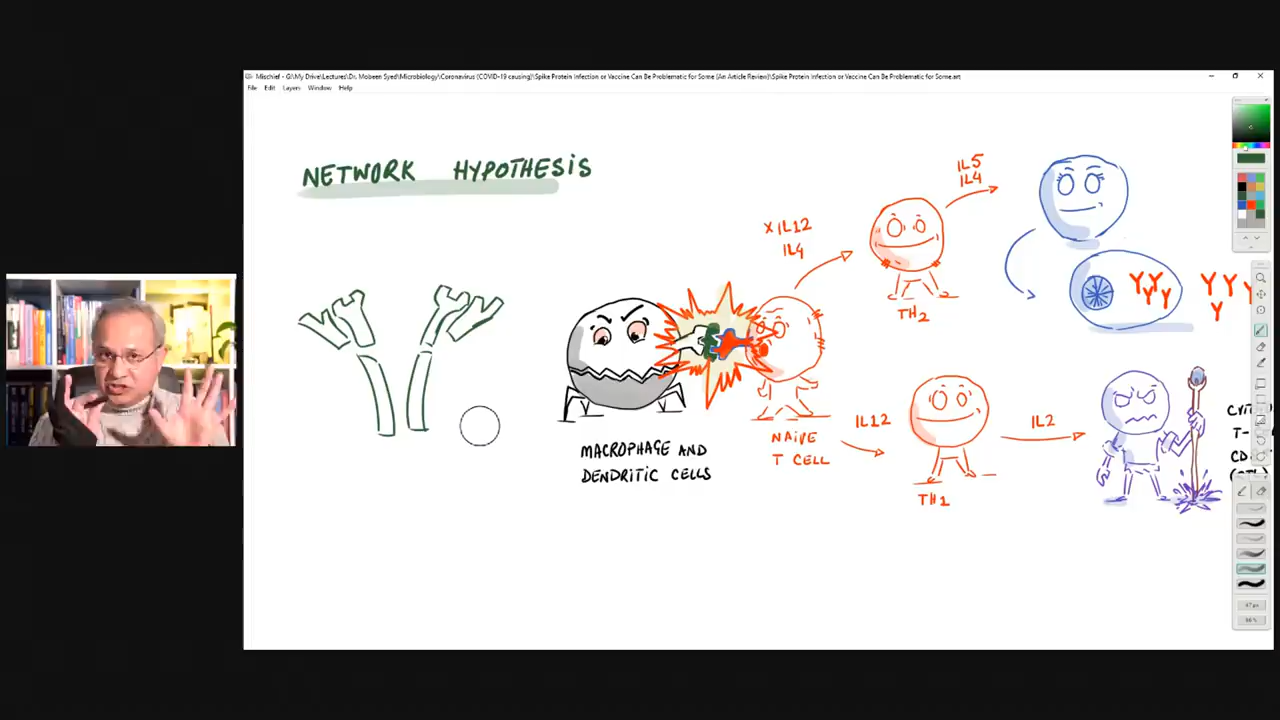 Mischief - G:\My Drive\Lectures\Dr. Mobeen Syed\Microbiology\Coronavirus (COVID-19 causing)\Spike Protein Infection or Vaccine Can Be Problematic for Some (An Article Review)\Spike Protein Infection or Vaccine Can Be Problematic for Some.art
File Edit Layers Window Help
NETWORK HYPOTHESIS
IL5
IL4
XIL12
IL4
TH2
MACROPHAGE AND
DENDRITIC CELLS
NAIVE
T CELL
IL12
TH1
IL2
T-
CD
47 px